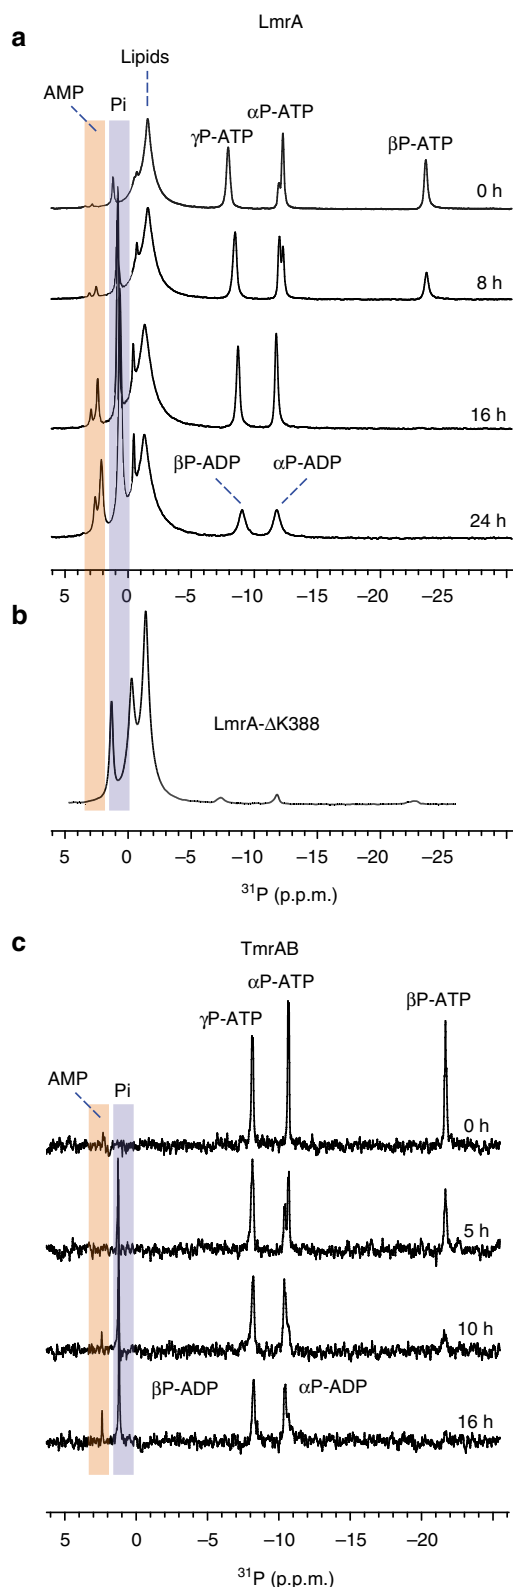 a
LmrA
Lipids
AMP
Pi
αP-ATP
γP-ATP
βP-ATP
0 h
8 h
16 h
βP-ADP
αP-ADP
24 h
5 0 −5 −10 −15 −20 −25
b
LmrA-ΔK388
5 0 −5 −10 −15 −20 −25
³¹P (p.p.m.)
c
TmrAB
αP-ATP
γP-ATP
βP-ATP
AMP
Pi
0 h
5 h
10 h
βP-ADP
αP-ADP
16 h
5 0 −5 −10 −15 −20
³¹P (p.p.m.)